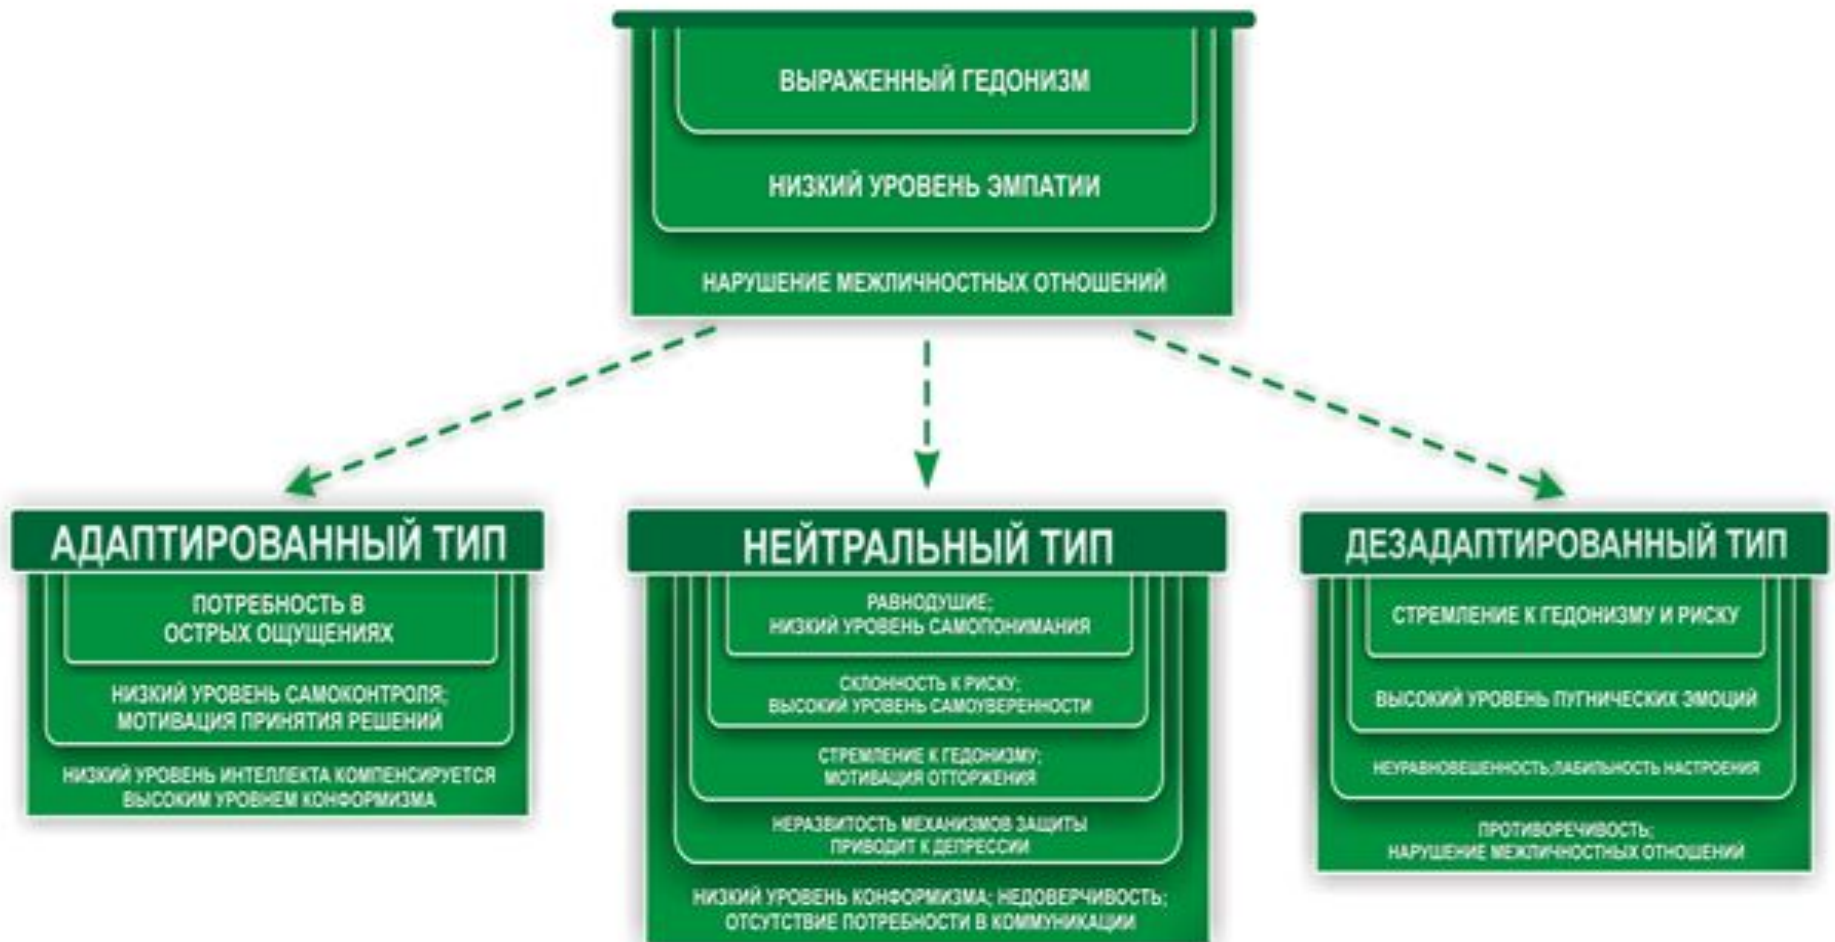 ВЫРАЖЕННЫЙ ГЕДОНИЗМ
НИЗКИЙ УРОВЕНЬ ЭМПАТИИ
НАРУШЕНИЕ МЕЖЛИЧНОСТНЫХ ОТНОШЕНИЙ
АДАПТИРОВАННЫЙ ТИП
ПОТРЕБНОСТЬ В
ОСТРЫХ ОЩУЩЕНИЯХ
НИЗКИЙ УРОВЕНЬ САМОКОНТРОЛЯ;
МОТИВАЦИЯ ПРИНЯТИЯ РЕШЕНИЙ
НИЗКИЙ УРОВЕНЬ ИНТЕЛЛЕКТА КОМПЕНСИРУЕТСЯ
ВЫСОКИМ УРОВНЕМ КОНФОРМИЗМА
НЕЙТРАЛЬНЫЙ ТИП
РАВНОДУШИЕ;
НИЗКИЙ УРОВЕНЬ САМОПОНИМАНИЯ
СКЛОННОСТЬ К РИСКУ;
ВЫСОКИЙ УРОВЕНЬ САМОУВЕРЕННОСТИ
СТРЕМЛЕНИЕ К ГЕДОНИЗМУ;
МОТИВАЦИЯ ОТТОРЖЕНИЯ
НЕРАЗВИТОСТЬ МЕХАНИЗМОВ ЗАЩИТЫ
ПРИВОДИТ К ДЕПРЕССИИ
НИЗКИЙ УРОВЕНЬ КОНФОРМИЗМА; НЕДОВЕРЧИВОСТЬ;
ОТСУТСТВИЕ ПОТРЕБНОСТИ В КОММУНИКАЦИИ
ДЕЗАДАПТИРОВАННЫЙ ТИП
СТРЕМЛЕНИЕ К ГЕДОНИЗМУ И РИСКУ
ВЫСОКИЙ УРОВЕНЬ ПУГНИЧЕСКИХ ЭМОЦИЙ
НЕУРАВНОВЕШЕННОСТЬ;ЛАБИЛЬНОСТЬ НАСТРОЕНИЯ
ПРОТИВОРЕЧИВОСТЬ;
НАРУШЕНИЕ МЕЖЛИЧНОСТНЫХ ОТНОШЕНИЙ